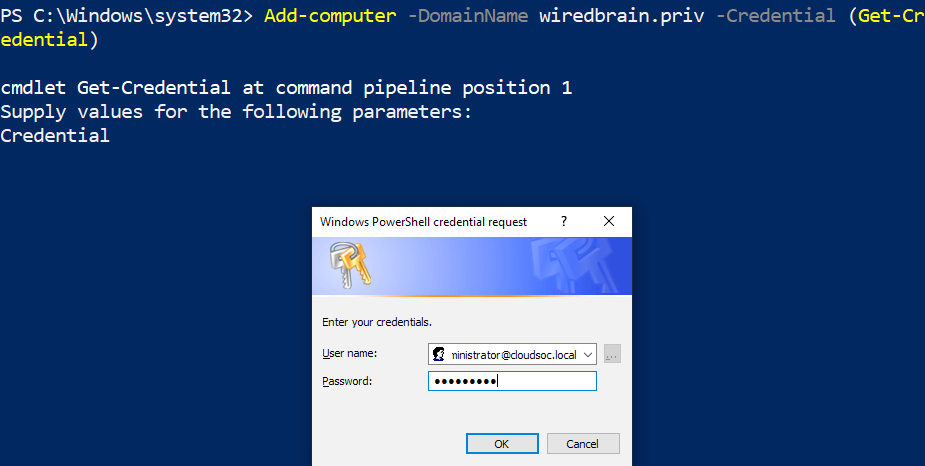 PS C:\Windows\system32> Add-computer -DomainName wiredbrain.priv -Credential (Get-Cr
edential)
cmdlet Get-Credential at command pipeline position 1
Supply values for the following parameters:
Credential
Windows PowerShell credential request ?
Enter your credentials.
User name: ninistrator@cloudsoc.local ...
Password: •••••••••
OK Cancel